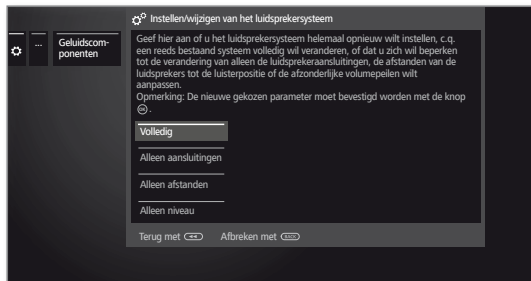 Instellen/wijzigen van het luidsprekersysteem
...
Geluidscom-
ponenten
Geef hier aan of u het luidsprekersysteem helemaal opnieuw wilt instellen, c.q.
een reeds bestaand systeem volledig wil veranderen, of dat u zich wil beperken
tot de verandering van alleen de luidsprekeraansluitingen, de afstanden van de
luidsprekers tot de luisterpositie of de afzonderlijke volumepeilen wilt
aanpassen.
Opmerking: De nieuwe gekozen parameter moet bevestigd worden met de knop
OK .
Volledig
Alleen aansluitingen
Alleen afstanden
Alleen niveau
Terug met Afbreken met BACK